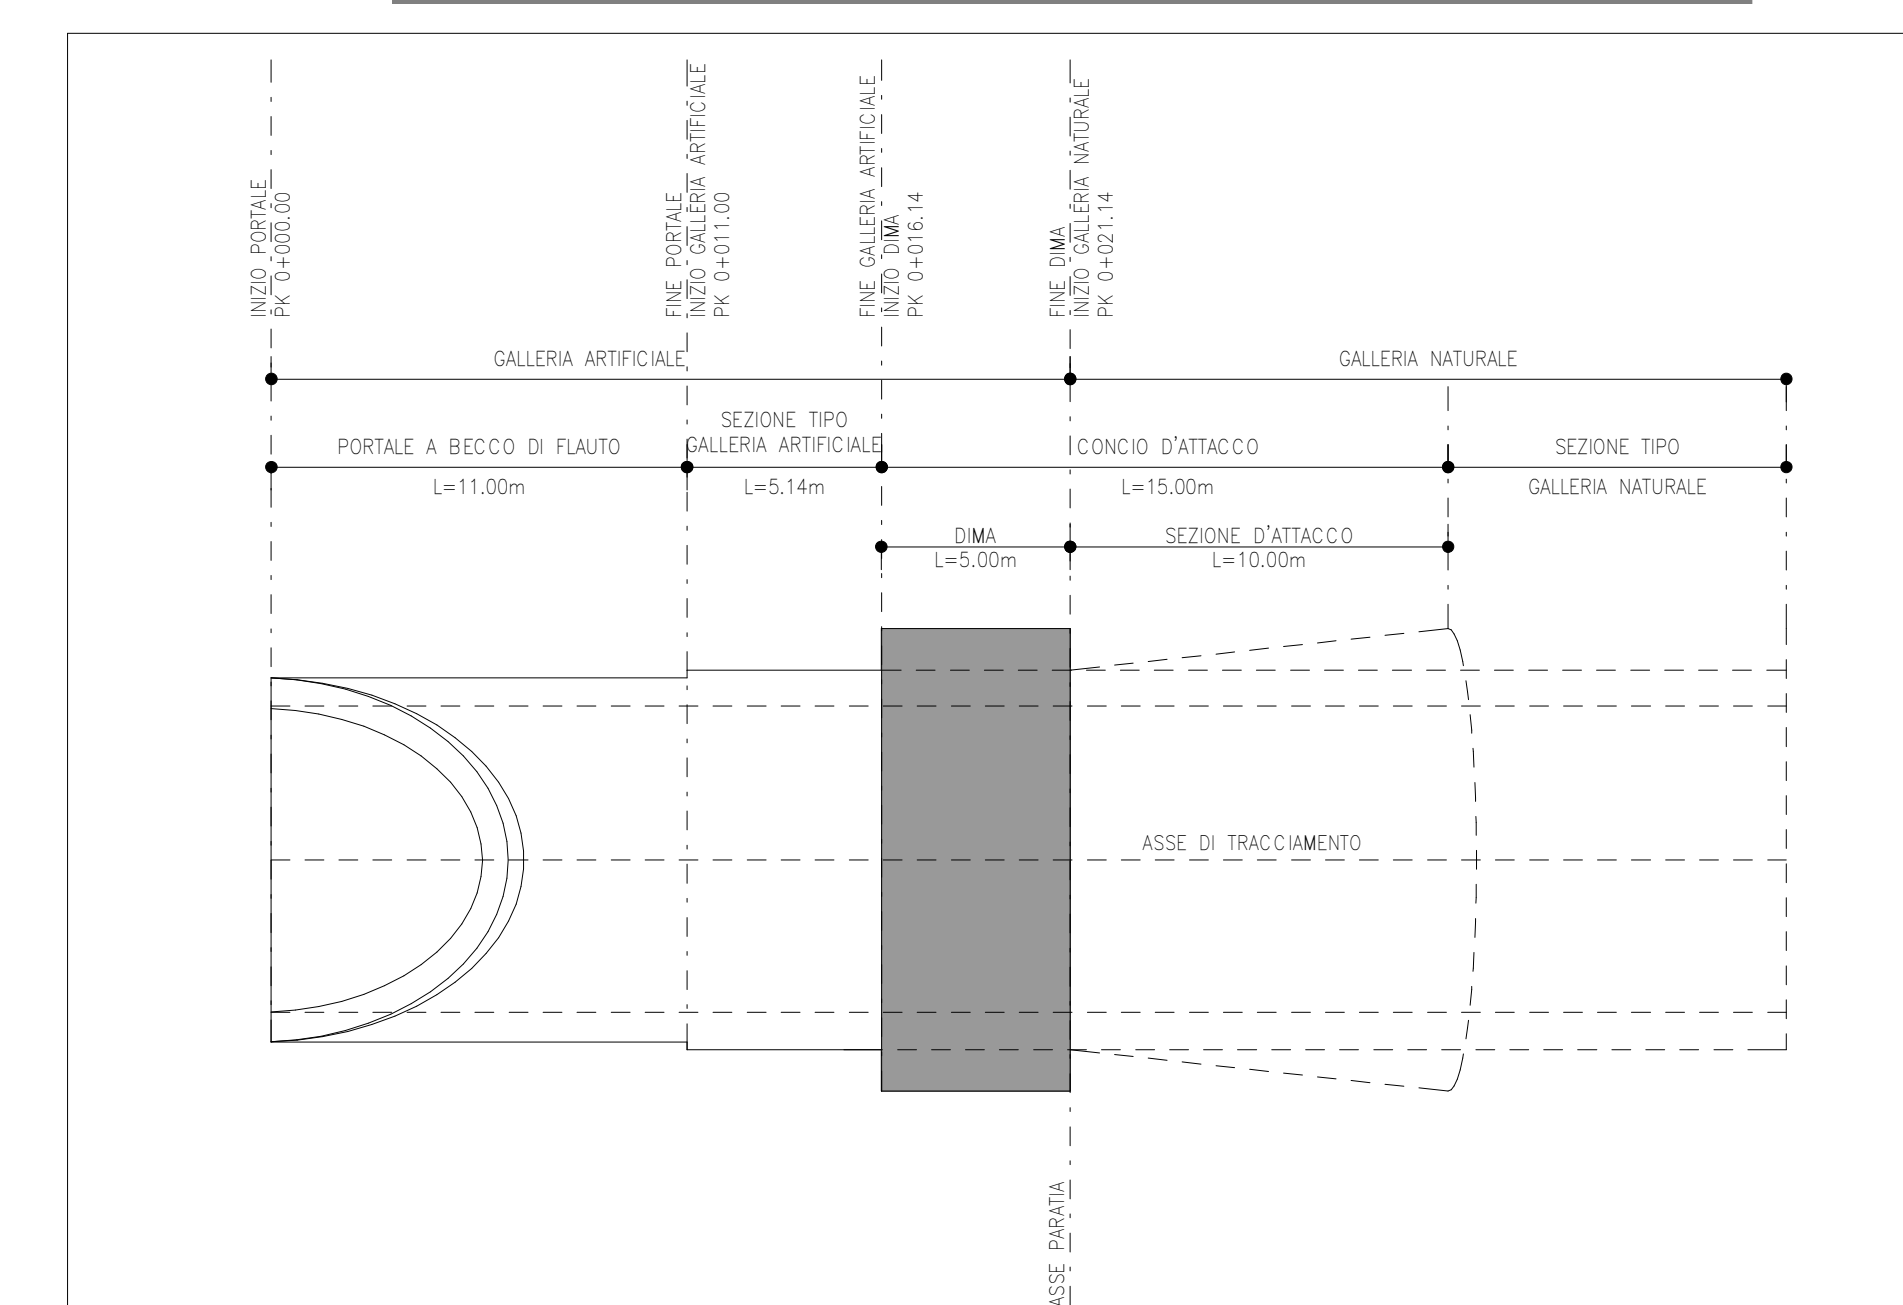 INIZIO PORTALE
PK 0+000.00
FINE PORTALE
INIZIO GALLERIA ARTIFICIALE
PK 0+011.00
FINE GALLERIA ARTIFICIALE
INIZIO DIMA
PK 0+016.14
FINE DIMA
INIZIO GALLERIA NATURALE
PK 0+021.14
GALLERIA ARTIFICIALE
GALLERIA NATURALE
PORTALE A BECCO DI FLAUTO
L=11.00m
SEZIONE TIPO
GALLERIA ARTIFICIALE
L=5.14m
CONCIO D'ATTACCO
L=15.00m
SEZIONE TIPO
GALLERIA NATURALE
DIMA
L=5.00m
SEZIONE D'ATTACCO
L=10.00m
ASSE DI TRACCIAMENTO
ASSE PARATIA